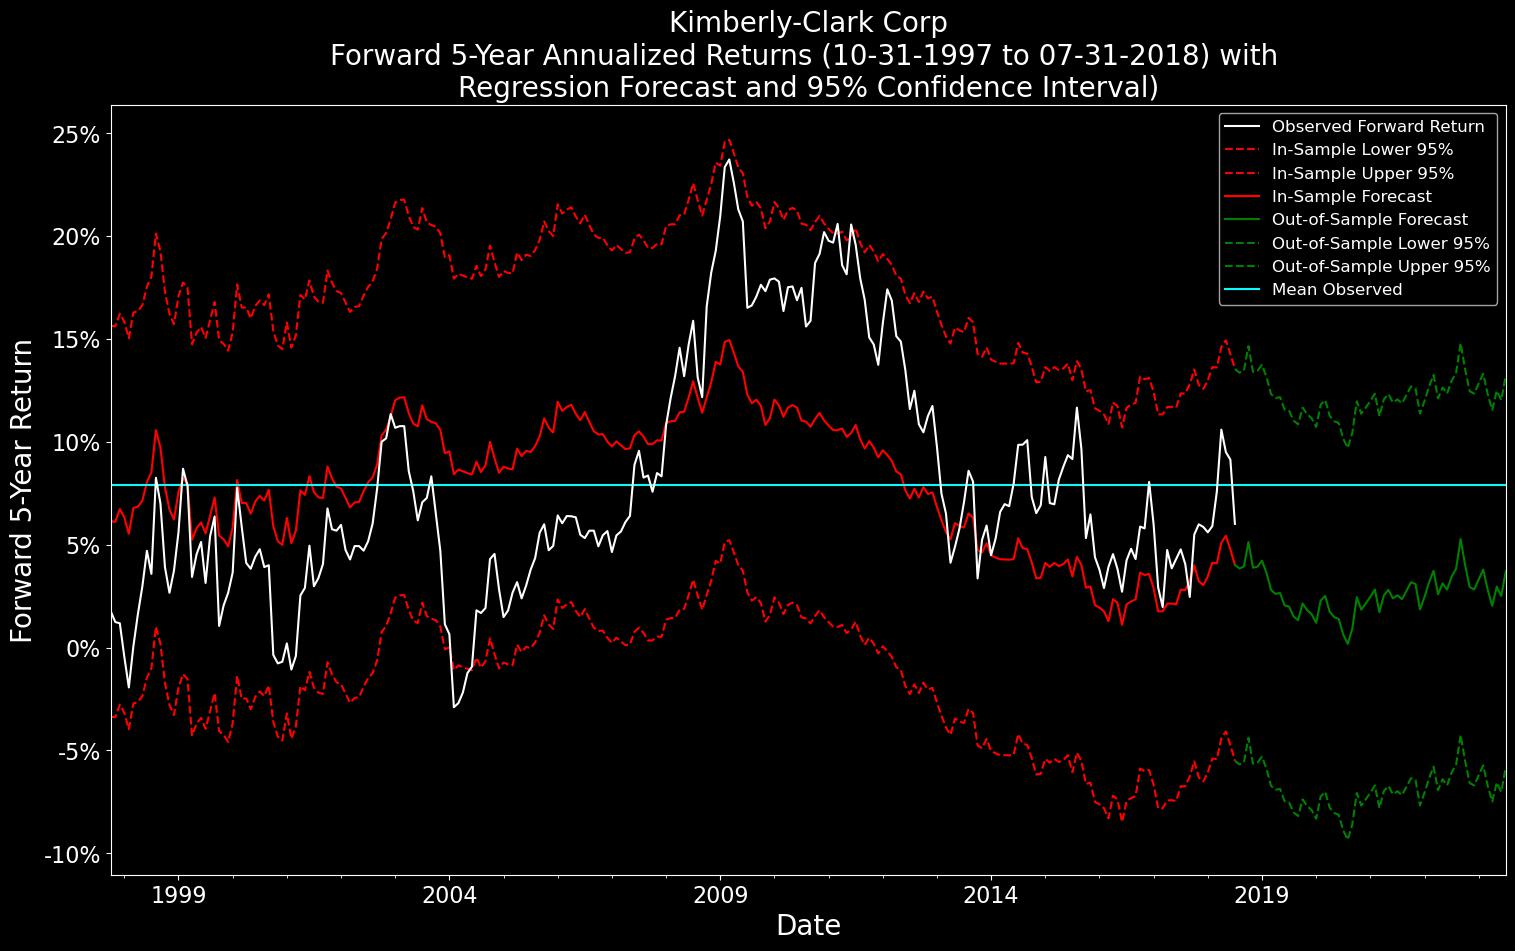 Kimberly-Clark Corp
Forward 5-Year Annualized Returns (10-31-1997 to 07-31-2018) with
Regression Forecast and 95% Confidence Interval)
Forward 5-Year Return
25%
20%
15%
10%
5%
0%
-5%
-10%
Observed Forward Return
In-Sample Lower 95%
In-Sample Upper 95%
In-Sample Forecast
Out-of-Sample Forecast
Out-of-Sample Lower 95%
Out-of-Sample Upper 95%
Mean Observed
1999 2004 2009 2014 2019
Date